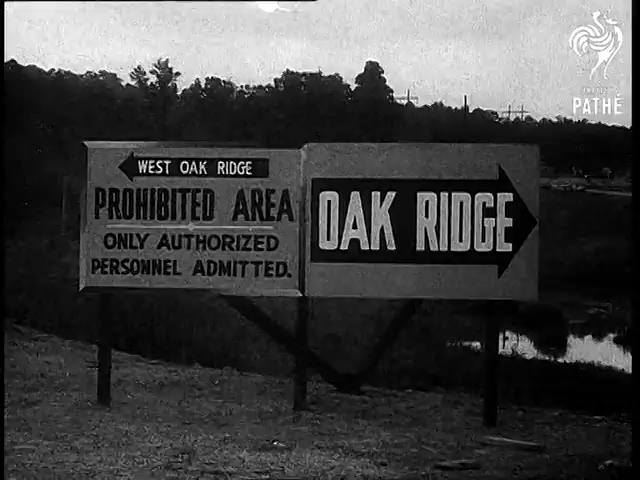 WEST OAK RIDGE
PROHIBITED AREA
ONLY AUTHORIZED
PERSONNEL ADMITTED.
OAK RIDGE
PATHÉ